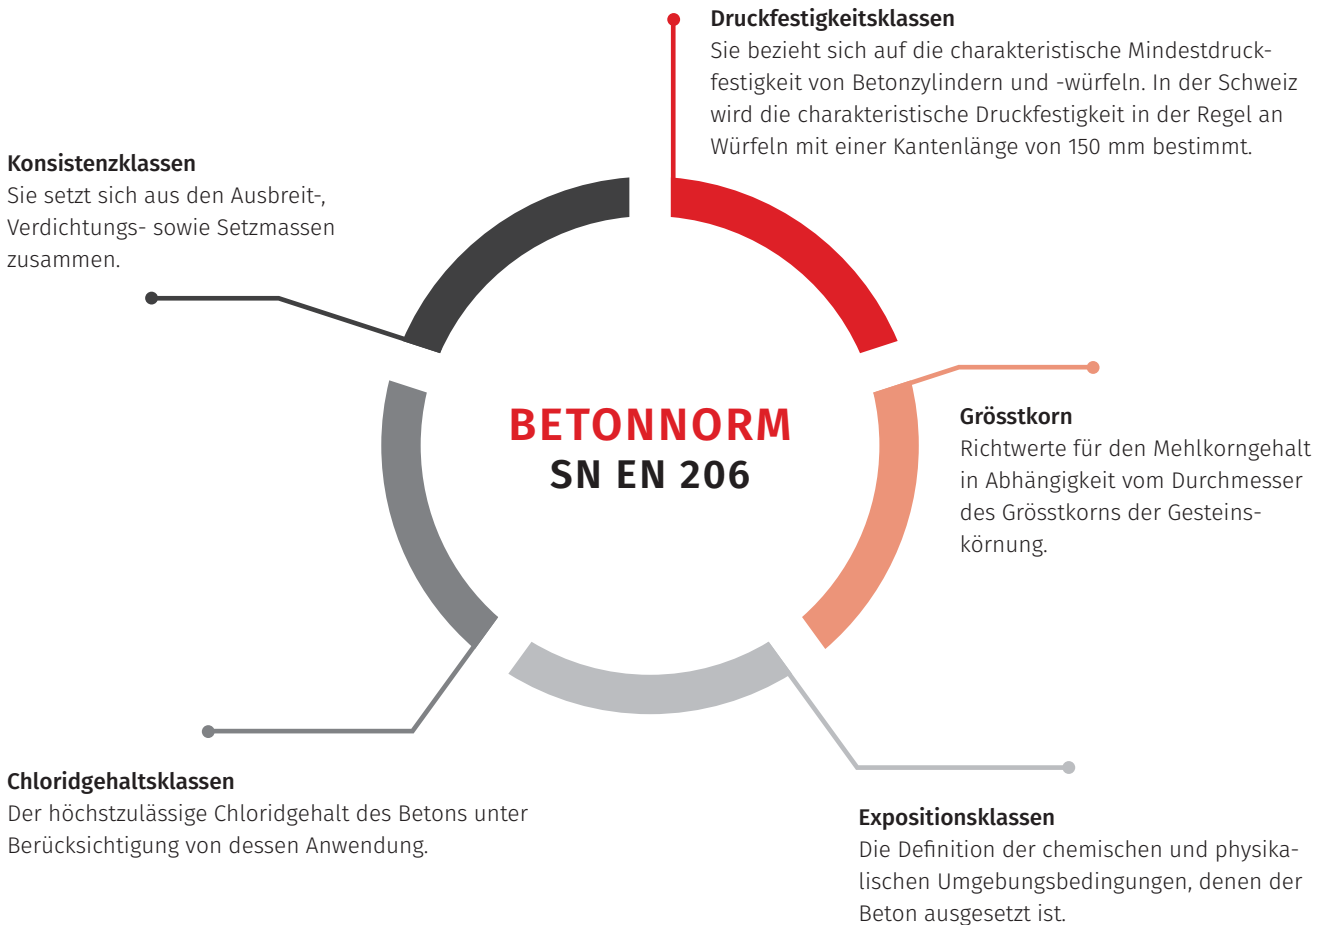 Druckfestigkeitsklassen
Sie bezieht sich auf die charakteristische Mindestdruck-
festigkeit von Betonzylindern und -würfeln. In der Schweiz
wird die charakteristische Druckfestigkeit in der Regel an
Würfeln mit einer Kantenlänge von 150 mm bestimmt.
Konsistenzklassen
Sie setzt sich aus den Ausbreit-,
Verdichtungs- sowie Setzmassen
zusammen.
BETONNORM
SN EN 206
Grösstkorn
Richtwerte für den Mehlkorngehalt
in Abhängigkeit vom Durchmesser
des Grösstkorns der Gesteins-
körnung.
Chloridgehaltsklassen
Der höchstzulässige Chloridgehalt des Betons unter
Berücksichtigung von dessen Anwendung.
Expositionsklassen
Die Definition der chemischen und physika-
lischen Umgebungsbedingungen, denen der
Beton ausgesetzt ist.